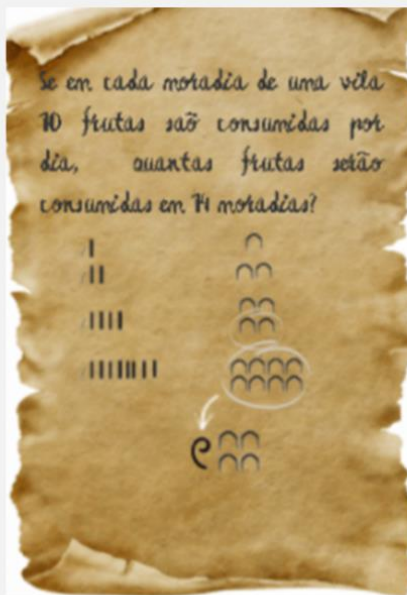 Se em cada moradia de uma vila
10 frutas saõ consumidas por
dia, quantas frutas serão
consumidas em 14 moradias?
/| ∩
/|| ∩∩
/|||| ∩∩∩∩
/|||||||| ∩∩∩∩∩∩∩∩
𓍢∩∩∩∩